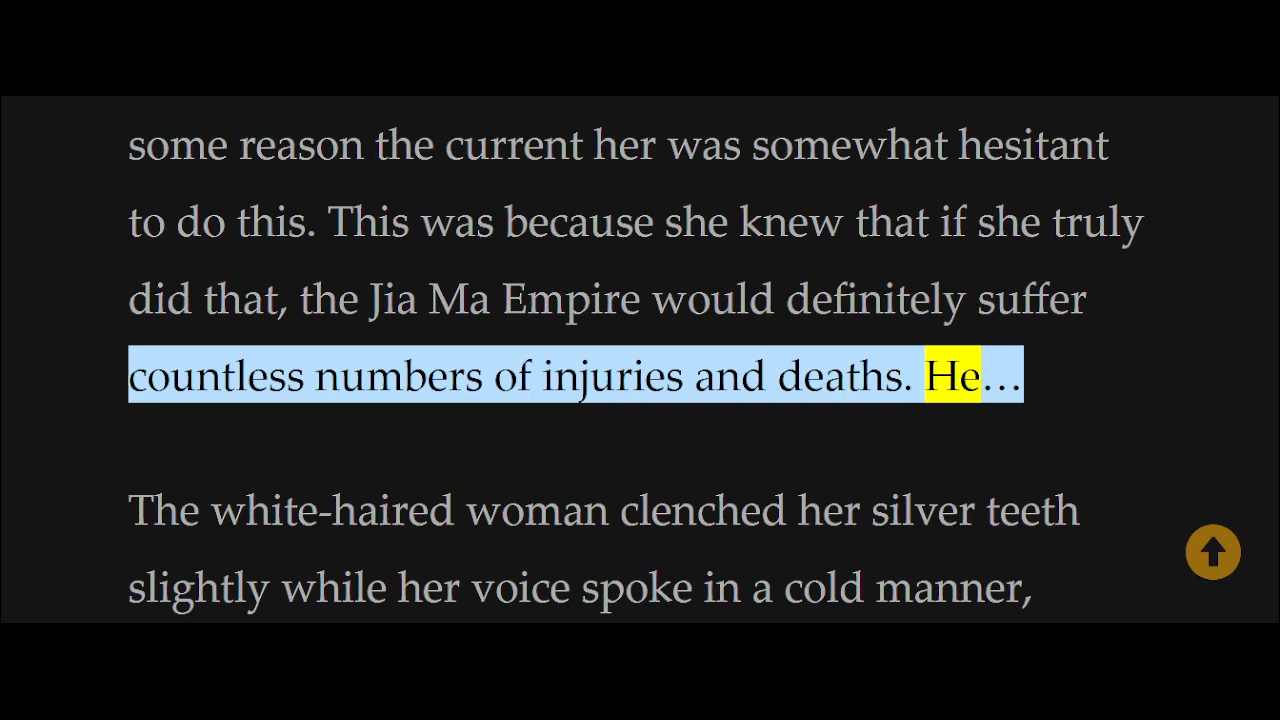 some reason the current her was somewhat hesitant
to do this. This was because she knew that if she truly
did that, the Jia Ma Empire would definitely suffer
countless numbers of injuries and deaths. He…
The white-haired woman clenched her silver teeth
slightly while her voice spoke in a cold manner,